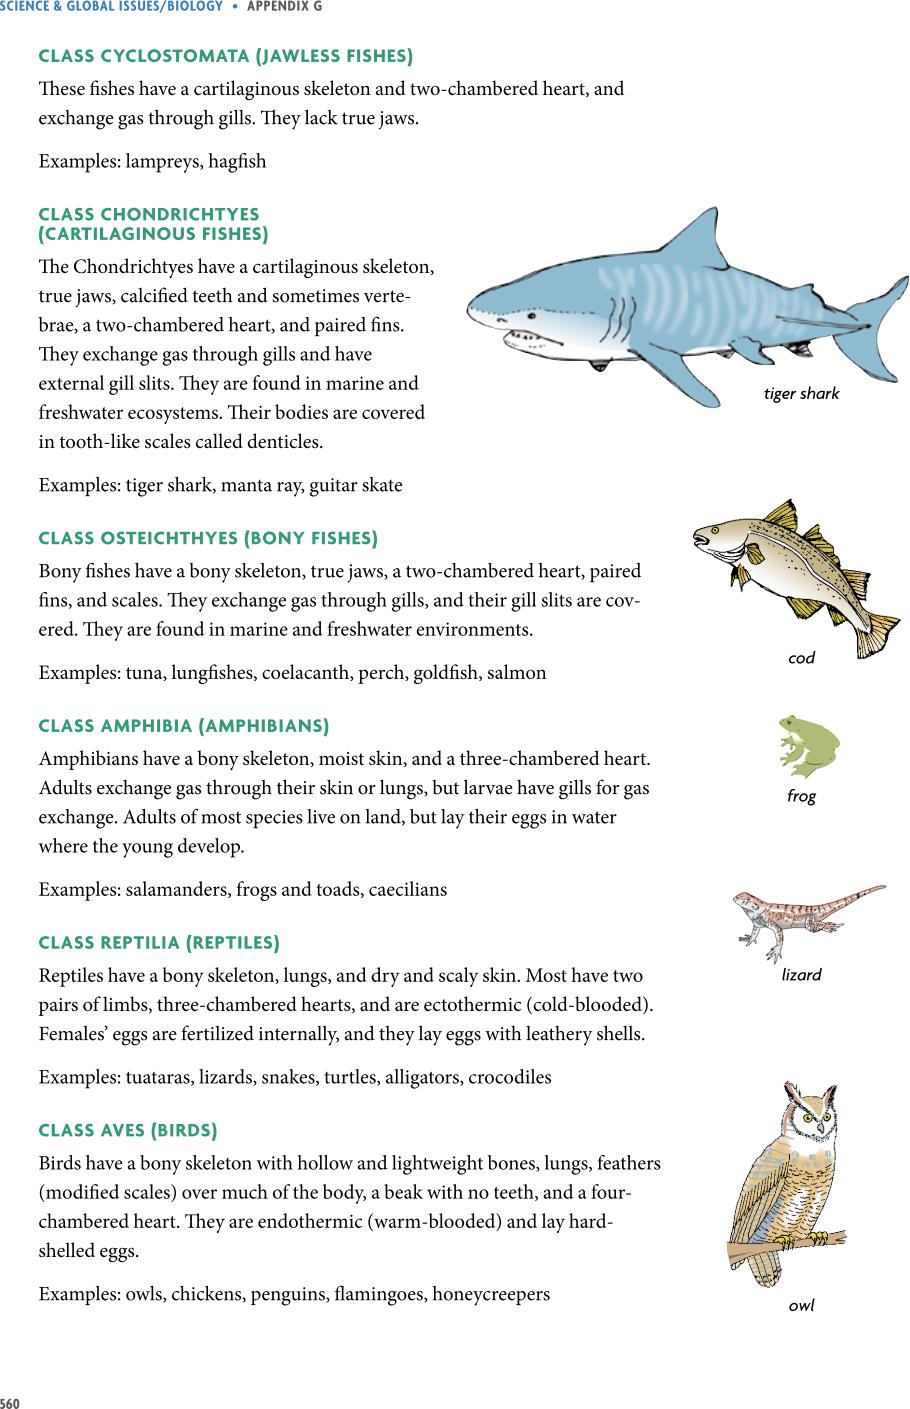 SCIENCE & GLOBAL ISSUES/BIOLOGY • APPENDIX G
CLASS CYCLOSTOMATA (JAWLESS FISHES)
These fishes have a cartilaginous skeleton and two-chambered heart, and
exchange gas through gills. They lack true jaws.
Examples: lampreys, hagfish
CLASS CHONDRICHTYES
(CARTILAGINOUS FISHES)
The Chondrichtyes have a cartilaginous skeleton,
true jaws, calcified teeth and sometimes verte-
brae, a two-chambered heart, and paired fins.
They exchange gas through gills and have
external gill slits. They are found in marine and
freshwater ecosystems. Their bodies are covered
in tooth-like scales called denticles.
tiger shark
Examples: tiger shark, manta ray, guitar skate
CLASS OSTEICHTHYES (BONY FISHES)
Bony fishes have a bony skeleton, true jaws, a two-chambered heart, paired
fins, and scales. They exchange gas through gills, and their gill slits are cov-
ered. They are found in marine and freshwater environments.
cod
Examples: tuna, lungfishes, coelacanth, perch, goldfish, salmon
CLASS AMPHIBIA (AMPHIBIANS)
Amphibians have a bony skeleton, moist skin, and a three-chambered heart.
Adults exchange gas through their skin or lungs, but larvae have gills for gas
exchange. Adults of most species live on land, but lay their eggs in water
where the young develop.
frog
Examples: salamanders, frogs and toads, caecilians
CLASS REPTILIA (REPTILES)
Reptiles have a bony skeleton, lungs, and dry and scaly skin. Most have two
pairs of limbs, three-chambered hearts, and are ectothermic (cold-blooded).
Females’ eggs are fertilized internally, and they lay eggs with leathery shells.
lizard
Examples: tuataras, lizards, snakes, turtles, alligators, crocodiles
CLASS AVES (BIRDS)
Birds have a bony skeleton with hollow and lightweight bones, lungs, feathers
(modified scales) over much of the body, a beak with no teeth, and a four-
chambered heart. They are endothermic (warm-blooded) and lay hard-
shelled eggs.
Examples: owls, chickens, penguins, flamingoes, honeycreepers
owl
560